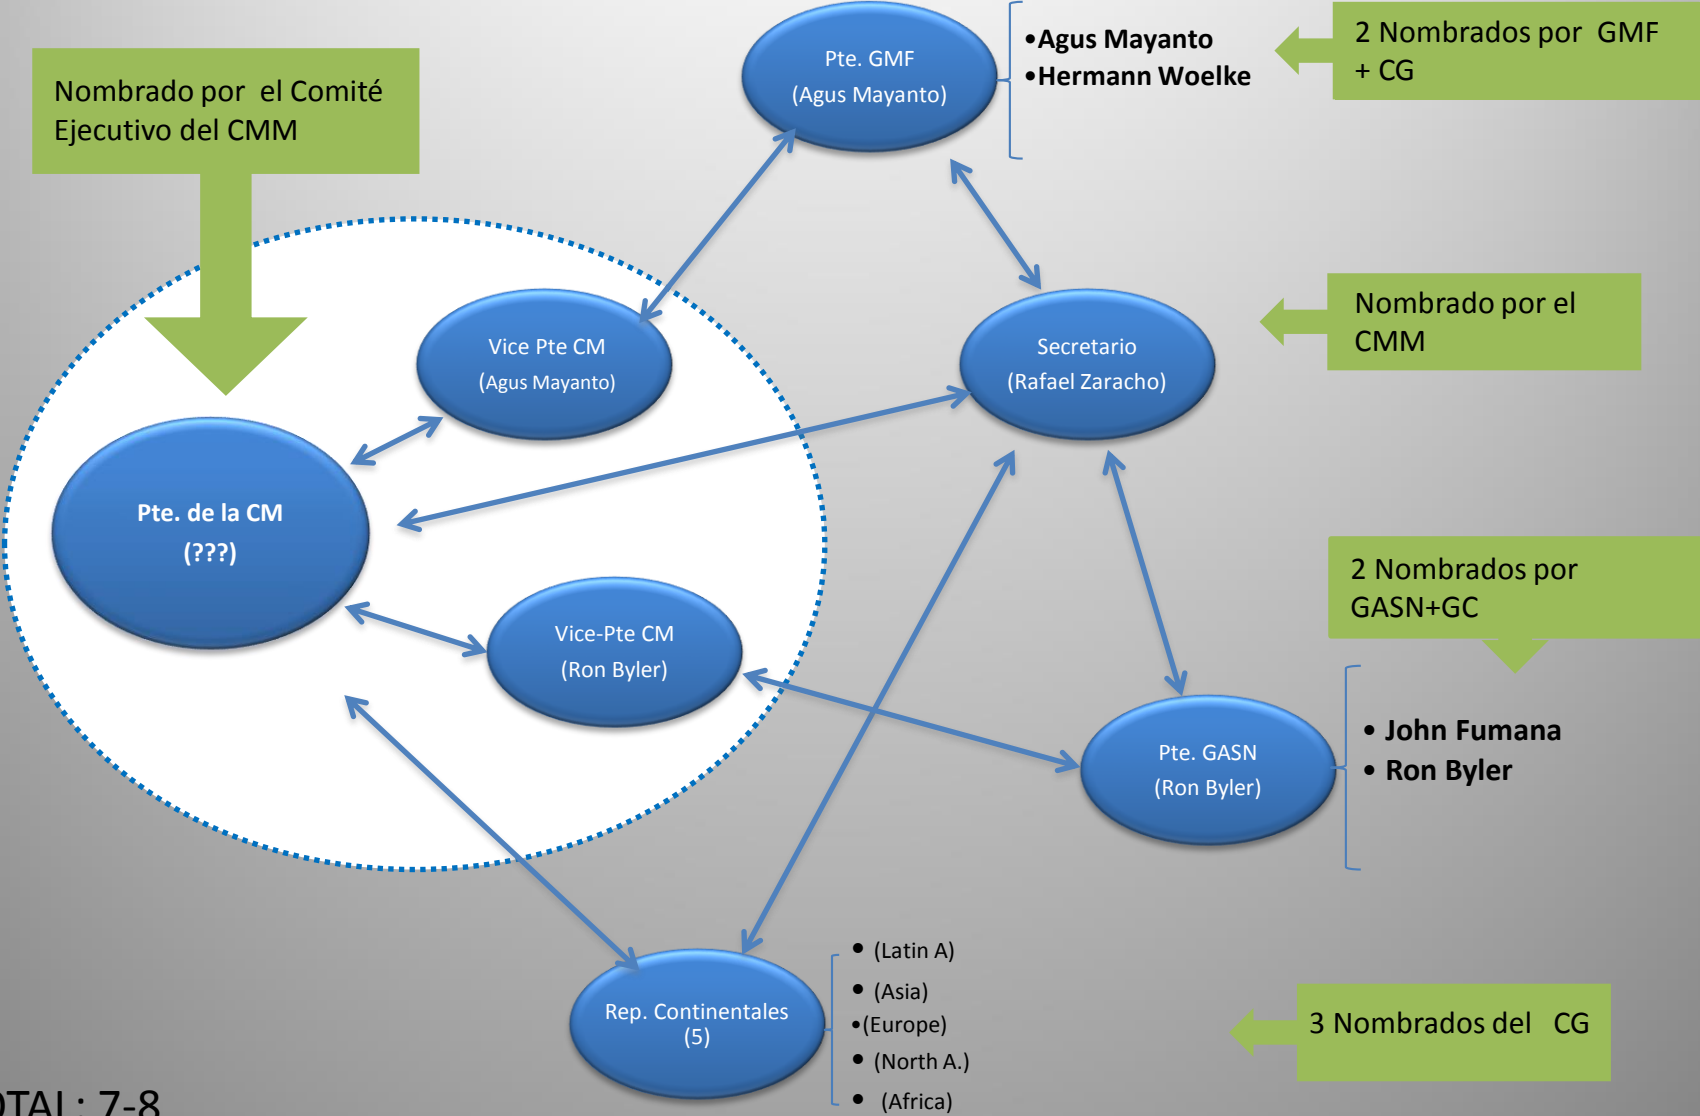 Nombrado por el Comité
Ejecutivo del CMM
Pte. GMF
(Agus Mayanto)
•Agus Mayanto
•Hermann Woelke
2 Nombrados por GMF
+ CG
Vice Pte CM
(Agus Mayanto)
Secretario
(Rafael Zaracho)
Nombrado por el
CMM
Pte. de la CM
(???)
Vice-Pte CM
(Ron Byler)
2 Nombrados por
GASN+GC
Pte. GASN
(Ron Byler)
• John Fumana
• Ron Byler
Rep. Continentales
(5)
• (Latin A)
• (Asia)
•(Europe)
• (North A.)
• (Africa)
3 Nombrados del CG
OTAL: 7-8